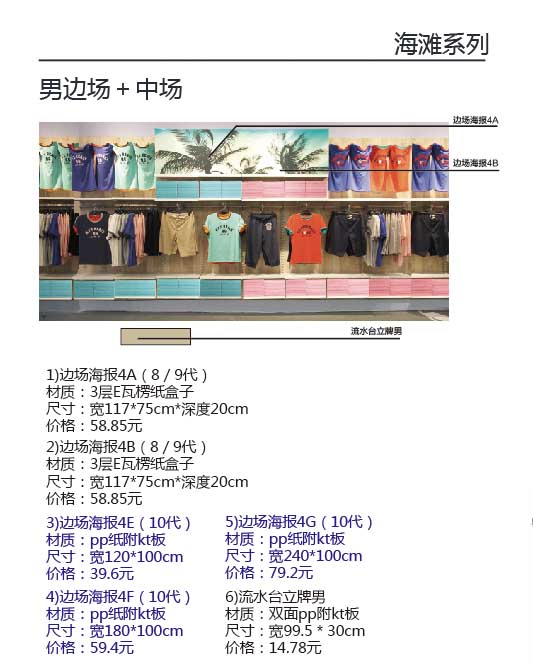 海滩系列
男边场 + 中场
边场海报4A
边场海报4B
流水台立牌男
1)边场海报4A（8 / 9代）
材质：3层E瓦楞纸盒子
尺寸：宽117*75cm*深度20cm
价格：58.85元
2)边场海报4B（8 / 9代）
材质：3层E瓦楞纸盒子
尺寸：宽117*75cm*深度20cm
价格：58.85元
3)边场海报4E（10代）
材质：pp纸附kt板
尺寸：宽120*100cm
价格：39.6元
4)边场海报4F（10代）
材质：pp纸附kt板
尺寸：宽180*100cm
价格：59.4元
5)边场海报4G（10代）
材质：pp纸附kt板
尺寸：宽240*100cm
价格：79.2元
6)流水台立牌男
材质：双面pp附kt板
尺寸：宽99.5 * 30cm
价格：14.78元